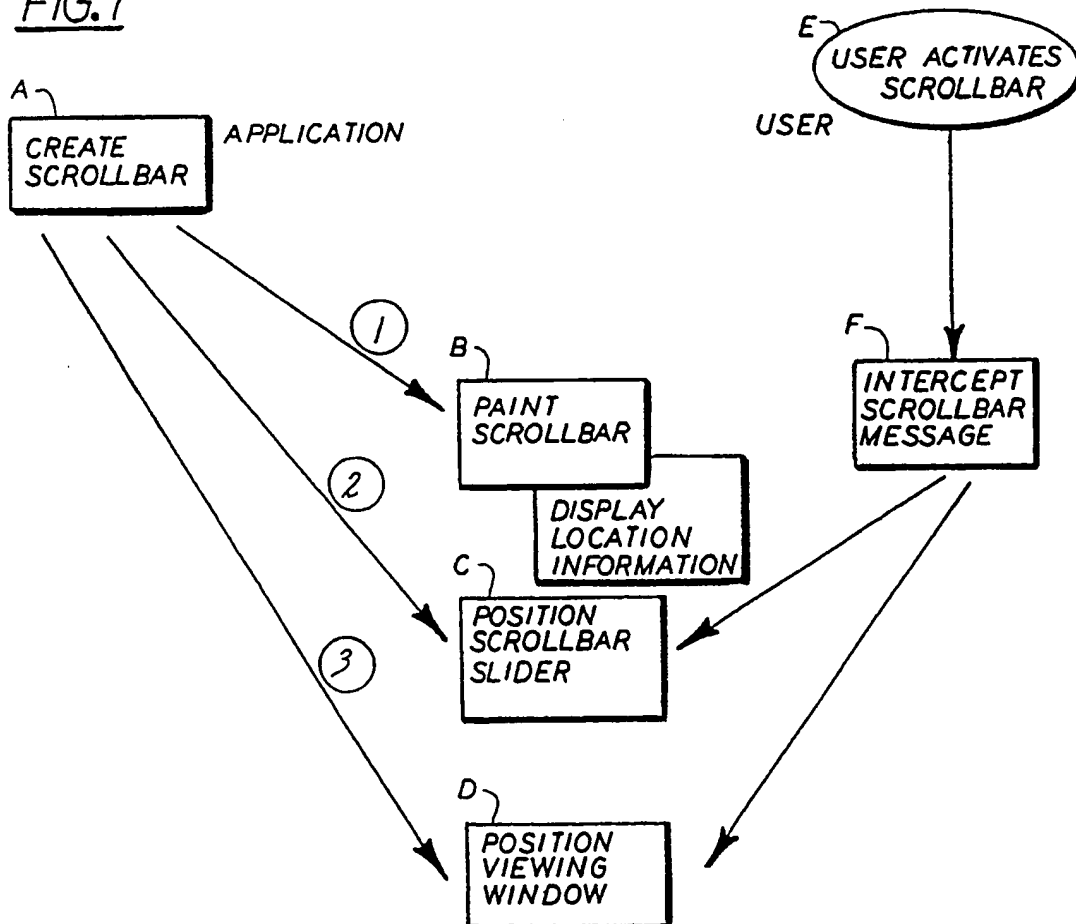 FIG. 7
E
USER ACTIVATES
SCROLLBAR
USER
A
CREATE
SCROLLBAR
APPLICATION
1
B
PAINT
SCROLLBAR
F
INTERCEPT
SCROLLBAR
MESSAGE
2
DISPLAY
LOCATION
INFORMATION
C
POSITION
SCROLLBAR
SLIDER
3
D
POSITION
VIEWING
WINDOW